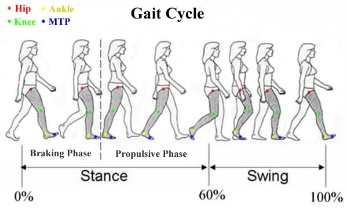 Gait Cycle
Hip Ankle
Knee MTP
Braking Phase Propulsive Phase
Stance Swing
0% 60% 100%